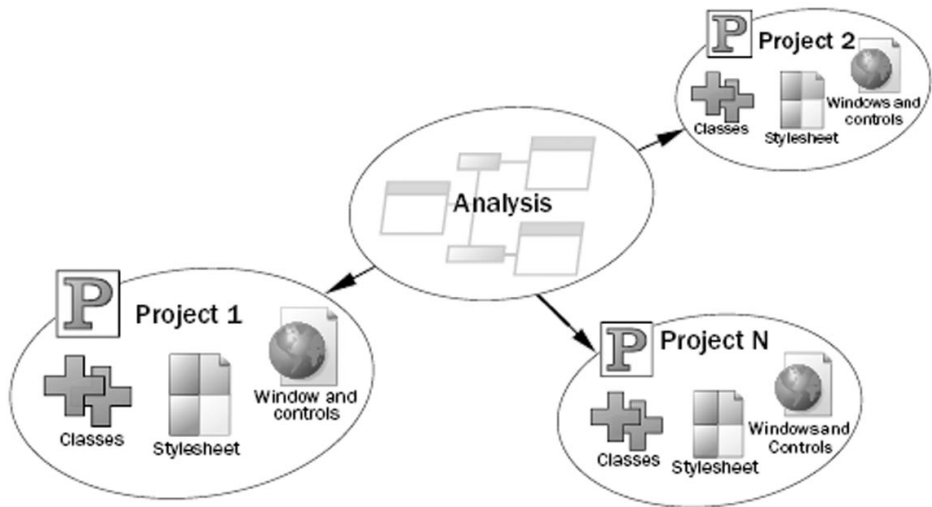 P
Project 2
Classes
Stylesheet
Windows and
controls
Analysis
P
Project 1
Classes
Stylesheet
Window and
controls
P
Project N
Classes
Stylesheet
Windows and
Controls